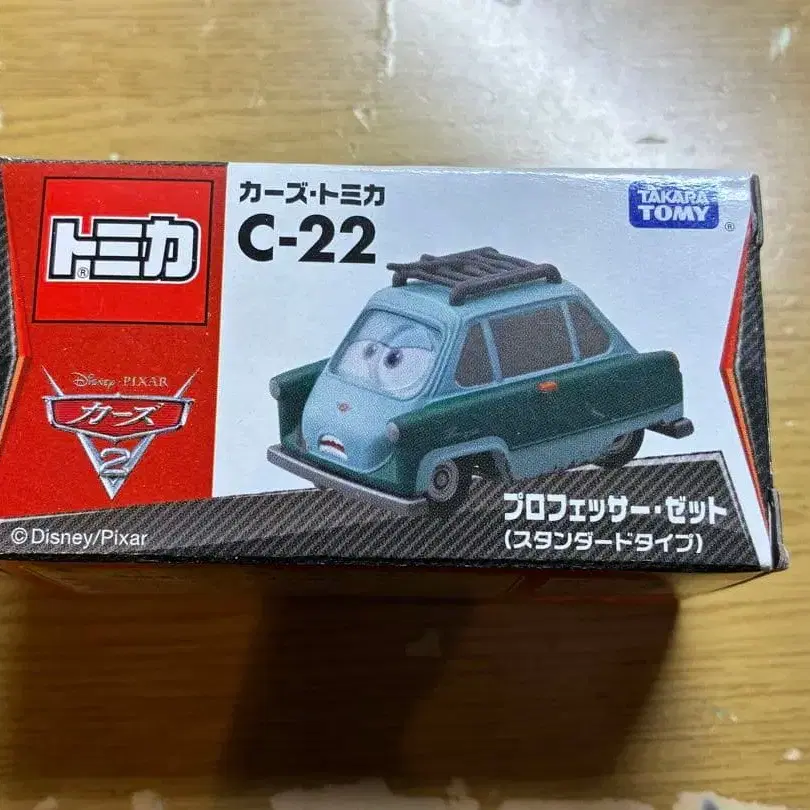 トミカ
®
カーズ・トミカ
C-22
TAKARA
TOMY
®
Disney・PIXAR
カーズ
2
プロフェッサー・ゼット
(スタンダードタイプ)
©Disney/Pixar